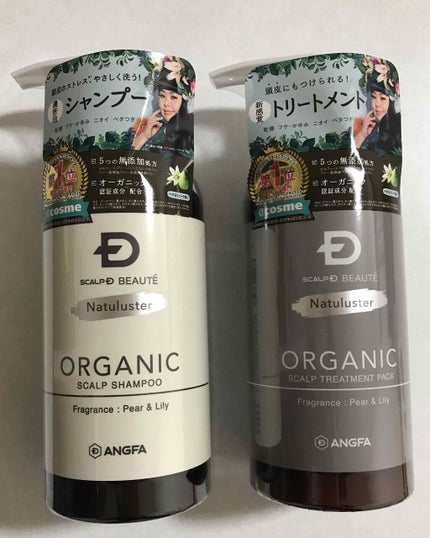 頭皮のストレス、やさしく洗う!
シャンプー
乾燥 フケ・かゆみ ニオイ ベタつき
5つの無添加処方
オーガニック
認証成分 配合
@cosme
D
SCALP-D BEAUTÉ
Natuluster
ORGANIC
SCALP SHAMPOO
Fragrance : Pear & Lily
ANGFA
頭皮にもつけられる!
新感覚
トリートメント
乾燥 フケ・かゆみ ニオイ ベタつき
5つの無添加処方
オーガニック
認証成分 配合
@cosme
D
SCALP-D BEAUTÉ
Natuluster
ORGANIC
SCALP TREATMENT PACK
Fragrance : Pear & Lily
ANGFA